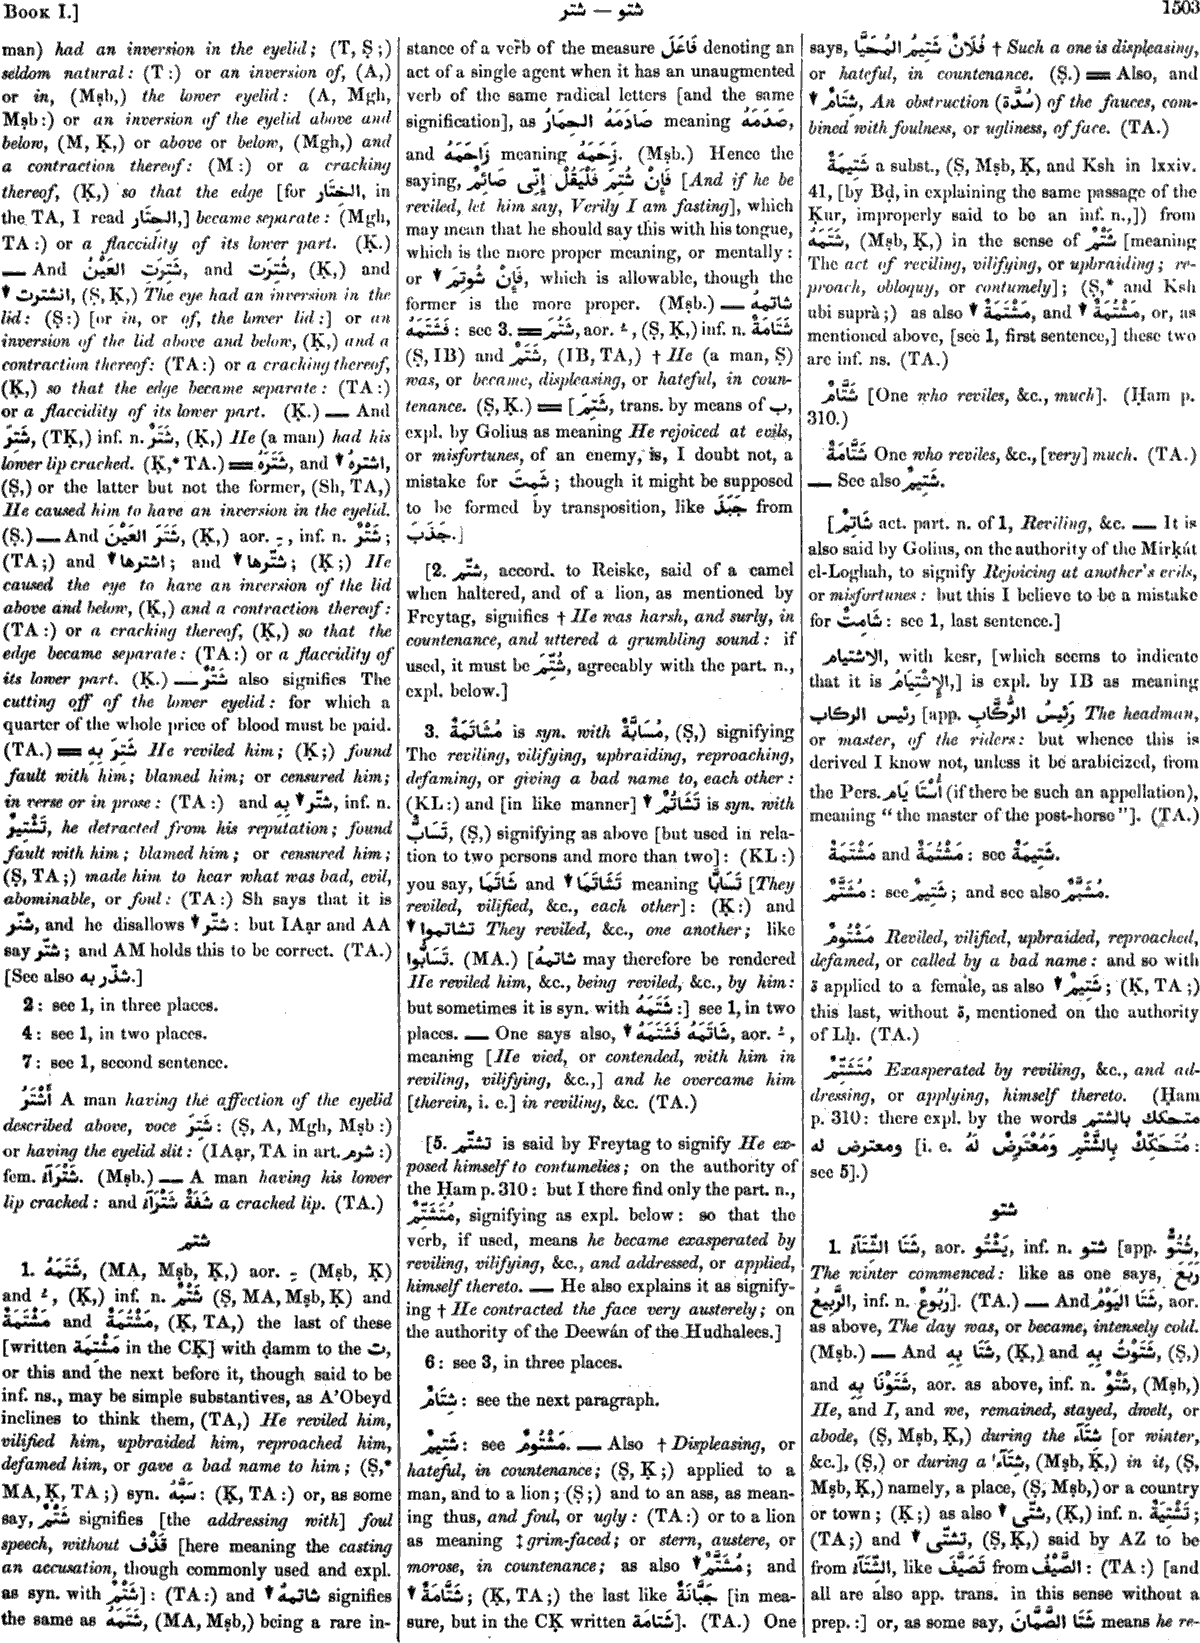 BOOK I.]
شتر — شتو
1503
man) had an inversion in the eyelid; (T, Ṣ;)
seldom natural: (T:) or an inversion of, (A,)
or in, (Mṣb,) the lower eyelid: (A, Mgh,
Mṣb:) or an inversion of the eyelid above and
below, (M, Ḳ,) or above or below, (Mgh,) and
a contraction thereof: (M:) or a cracking
thereof, (Ḳ,) so that the edge [for الخِتَار, in
the TA, I read الحِتَار,] became separate: (Mgh,
TA:) or a flaccidity of its lower part. (Ḳ.)
— And شَتِرَتِ العَيْنُ, and شُتِرَت, (Ḳ,) and
▼ انشترت, (Ṣ, Ḳ,) The eye had an inversion in the
lid: (Ṣ:) [or in, or of, the lower lid:] or an
inversion of the lid above and below, (Ḳ,) and a
contraction thereof: (TA:) or a cracking thereof,
(Ḳ,) so that the edge became separate: (TA:)
or a flaccidity of its lower part. (Ḳ.) — And
شَتِرَ, (TḲ,) inf. n. شَتَرٌ, (Ḳ,) He (a man) had his
lower lip cracked. (Ḳ,* TA.) = شَتَرَهُ, and ▼ اشترهُ,
(Ṣ,) or the latter but not the former, (Sh, TA,)
He caused him to have an inversion in the eyelid.
(Ṣ.) — And شَتَرَ العَيْنَ, (Ḳ,) aor. ـِ, inf. n. شَتْرٌ;
(TA;) and ▼ اشترها; and ▼ شتّرها; (Ḳ;) He
caused the eye to have an inversion of the lid
above and below, (Ḳ,) and a contraction thereof:
(TA:) or a cracking thereof, (Ḳ,) so that the
edge became separate: (TA:) or a flaccidity of
its lower part. (Ḳ.) — شَتْرٌ also signifies The
cutting off of the lower eyelid: for which a
quarter of the whole price of blood must be paid.
(TA.) = شَتَرَ بِهِ He reviled him; (Ḳ;) found
fault with him; blamed him; or censured him;
in verse or in prose: (TA:) and ▼ شتّر بِهِ, inf. n.
تَشْتِيرٌ, he detracted from his reputation; found
fault with him; blamed him; or censured him;
(Ṣ, TA;) made him to hear what was bad, evil,
abominable, or foul: (TA:) Sh says that it is
شنّر, and he disallows ▼ شتّر: but IAạr and AA
say شتّر; and AM holds this to be correct. (TA.)
[See also شذّر به.]
2: see 1, in three places.
4: see 1, in two places.
7: see 1, second sentence.
أَشْتَرُ A man having the affection of the eyelid
described above, voce شَتَرَ: (Ṣ, A, Mgh, Mṣb:)
or having the eyelid slit: (IAạr, TA in art. شرم:)
fem. شَتْرَآءُ. (Mṣb.) — A man having his lower
lip cracked: and شَفَةٌ شَتْرَآءُ a cracked lip. (TA.)
شتم
1. شَتَمَهُ, (MA, Mṣb, Ḳ,) aor. ـِ (Mṣb, Ḳ)
and ـُ, (Ḳ,) inf. n. شَتْمٌ (Ṣ, MA, Mṣb, Ḳ) and
مَشْتَمَةٌ and مَشْتُمَةٌ, (Ḳ, TA,) the last of these
[written مَشْتِمَة in the CḲ] with ḍamm to the ت,
or this and the next before it, though said to be
inf. ns., may be simple substantives, as A'Obeyd
inclines to think them, (TA,) He reviled him,
vilified him, upbraided him, reproached him,
defamed him, or gave a bad name to him; (Ṣ,*
MA, Ḳ, TA;) syn. سَبَّهُ: (Ḳ, TA:) or, as some
say, شَتْمٌ signifies [the addressing with] foul
speech, without قَذْف [here meaning the casting
an accusation, though commonly used and expl.
as syn. with شَتْمٌ]: (TA:) and ▼ شاتمهُ signifies
the same as شَتَمَهُ, (MA, Mṣb,) being a rare in-
stance of a verb of the measure فَاعَلَ denoting an
act of a single agent when it has an unaugmented
verb of the same radical letters [and the same
signification], as صَادَمَهُ الحِمَارُ meaning صَدَمَهُ,
and زَاحَمَهُ meaning زَحَمَهُ. (Mṣb.) Hence the
saying, فَإِنْ شُتِمَ فَلْيَقُلْ إِنِّى صَائِمٌ [And if he be
reviled, let him say, Verily I am fasting], which
may mean that he should say this with his tongue,
which is the more proper meaning, or mentally:
or ▼ فَإِنْ شُوتِمَ, which is allowable, though the
former is the more proper. (Mṣb.) — شاتمهُ
فَشَتَمَهُ: see 3. = شَتُمَ, aor. ـُ, (Ṣ, Ḳ,) inf. n. شَتَامَةٌ
(Ṣ, IB) and شَتَمٌ, (IB, TA,) † He (a man, Ṣ)
was, or became, displeasing, or hateful, in coun-
tenance. (Ṣ, Ḳ.) = [شَتِمَ, trans. by means of ب,
expl. by Golius as meaning He rejoiced at evils,
or misfortunes, of an enemy, is, I doubt not, a
mistake for شَمِتَ; though it might be supposed
to be formed by transposition, like جَبَذَ from
جَذَبَ.]
[2. شتّم, accord. to Reiske, said of a camel
when haltered, and of a lion, as mentioned by
Freytag, signifies † He was harsh, and surly, in
countenance, and uttered a grumbling sound: if
used, it must be شُتِّمَ, agreeably with the part. n.,
expl. below.]
3. مُشَاتَمَةٌ is syn. with مُسَابَّةٌ, (Ṣ,) signifying
The reviling, vilifying, upbraiding, reproaching,
defaming, or giving a bad name to, each other:
(KL:) and [in like manner] ▼ تَشَاتُمٌ is syn. with
تَسَابٌّ, (Ṣ,) signifying as above [but used in rela-
tion to two persons and more than two]: (KL:)
you say, شَاتَمَا and ▼ تَشَاتَمَا meaning تَسَابَّا [They
reviled, vilified, &c., each other]: (Ḳ:) and
▼ تشاتموا They reviled, &c., one another; like
تَسَابُّوا. (MA.) [شاتمهُ may therefore be rendered
He reviled him, &c., being reviled, &c., by him:
but sometimes it is syn. with شَتَمَهُ:] see 1, in two
places. — One says also, ▼ شَاتَمَهُ فَشَتَمَهُ, aor. ـُ,
meaning [He vied, or contended, with him in
reviling, vilifying, &c.,] and he overcame him
[therein, i. e.] in reviling, &c. (TA.)
[5. تشتّم is said by Freytag to signify He ex-
posed himself to contumelies; on the authority of
the Ḥam p. 310: but I there find only the part. n.,
مُتَشَتِّمٌ, signifying as expl. below: so that the
verb, if used, means he became exasperated by
reviling, vilifying, &c., and addressed, or applied,
himself thereto. — He also explains it as signify-
ing † He contracted the face very austerely; on
the authority of the Deewán of the Hudhalees.]
6: see 3, in three places.
شَتَامٌ: see the next paragraph.
شَتِيمٌ: see مَشْتُومٌ. — Also † Displeasing, or
hateful, in countenance; (Ṣ, Ḳ;) applied to a
man, and to a lion; (Ṣ;) and to an ass, as mean-
ing thus, and foul, or ugly: (TA:) or to a lion
as meaning ‡ grim-faced; or stern, austere, or
morose, in countenance; as also ▼ مُشَتَّمٌ; and
▼ شَتَّامَةٌ; (Ḳ, TA;) the last like جَبَّانَةٌ [in mea-
sure, but in the CḲ written شَتَامَة]. (TA.) One
says, فُلَانٌ شَتِيمُ المُحَيَّا † Such a one is displeasing,
or hateful, in countenance. (Ṣ.) = Also, and
▼ شَتَامٌ, An obstruction (سُدَّة) of the fauces, com-
bined with foulness, or ugliness, of face. (TA.)
شَتِيمَةٌ a subst., (Ṣ, Mṣb, Ḳ, and Ksh in lxxiv.
41, [by Bḍ, in explaining the same passage of the
Ḳur, improperly said to be an inf. n.,]) from
شَتَمَهُ, (Mṣb, Ḳ,) in the sense of شَتْمٌ [meaning
The act of reviling, vilifying, or upbraiding; re-
proach, obloquy, or contumely]; (Ṣ,* and Ksh
ubi suprà;) as also ▼ مَشْتَمَةٌ, and ▼ مَشْتُمَةٌ, or, as
mentioned above, [see 1, first sentence,] these two
are inf. ns. (TA.)
شَتَّامٌ [One who reviles, &c., much]. (Ḥam p.
310.)
شَتَّامَةٌ One who reviles, &c., [very] much. (TA.)
— See also شَتِيمٌ.
[شَاتِمٌ act. part. n. of 1, Reviling, &c. — It is
also said by Golius, on the authority of the Mirḳát
el-Loghah, to signify Rejoicing at another's evils,
or misfortunes: but this I believe to be a mistake
for شَامِتٌ: see 1, last sentence.]
الاشتيام, with kesr, [which seems to indicate
that it is الإِشْتِيَامُ,] is expl. by IB as meaning
رئيس الركاب [app. رَئِيسُ الرُّكَّابِ The headman,
or master, of the riders: but whence this is
derived I know not, unless it be arabicized, from
the Pers. أُسْتَا يَام (if there be such an appellation),
meaning "the master of the post-horse"]. (TA.)
مَشْتَمَةٌ and مَشْتُمَةٌ: see شَتِيمَةٌ.
مُشَتَّمٌ: see شَتِيمٌ; and see also مُشَتَّمٌ.
مَشْتُومٌ Reviled, vilified, upbraided, reproached,
defamed, or called by a bad name: and so with
ة applied to a female, as also ▼ شَتِيمٌ; (Ḳ, TA;)
this last, without ة, mentioned on the authority
of Lḥ. (TA.)
مُتَشَتِّمٌ Exasperated by reviling, &c., and ad-
dressing, or applying, himself thereto. (Ḥam
p. 310: there expl. by the words متحكك بالشتم
ومعترض له [i. e. مُتَحَكِّكٌ بِالشَّتْمِ وَمُعْتَرِضٌ لَهُ:
see 5].)
شتو
1. شَتَا الشِّتَآءُ, aor. يَشْتُو, inf. n. شتو [app. شُتُوٌّ,
The winter commenced: like as one says, رَبَعَ
الرَّبِيعُ, inf. n. رُبُوعٌ]. (TA.) — And شَتَا اليَوْمُ, aor.
as above, The day was, or became, intensely cold.
(Mṣb.) — And شَتَا بِهِ, (Ḳ,) and شَتَوْتُ بِهِ, (Ṣ,)
and شَتَوْنَا بِهِ, aor. as above, inf. n. شَتْوٌ, (Mṣb,)
He, and I, and we, remained, stayed, dwelt, or
abode, (Ṣ, Mṣb, Ḳ,) during the شِتَآء [or winter,
&c.], (Ṣ,) or during a شِتَآء, (Mṣb, Ḳ,) in it, (Ṣ,
Mṣb, Ḳ,) namely, a place, (Ṣ, Mṣb,) or a country
or town; (Ḳ;) as also ▼ شتّى, (Ḳ,) inf. n. تَشْتِيَةٌ;
(TA;) and ▼ تشتّى, (Ṣ, Ḳ,) said by AZ to be
from الشِّتَآءُ, like تَصَيَّفَ from الصَّيْفُ: (TA:) [and
all are also app. trans. in this sense without a
prep.:] or, as some say, شَتَا الصَّمَّانَ means he re-